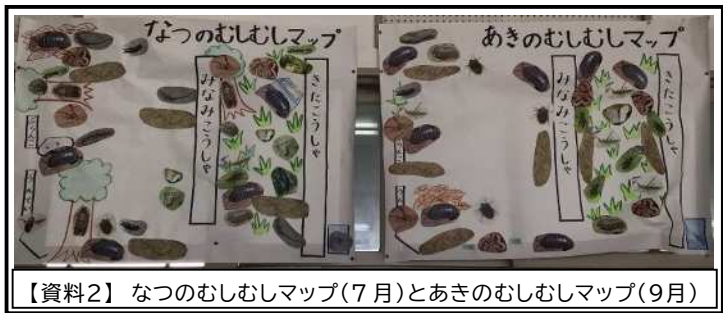 なつのむしむしマップ
みなみこうしゃ
きたこうしゃ
あきのむしむしマップ
みなみこうしゃ
きたこうしゃ
【資料2】 なつのむしむしマップ(7月)とあきのむしむしマップ(9月)